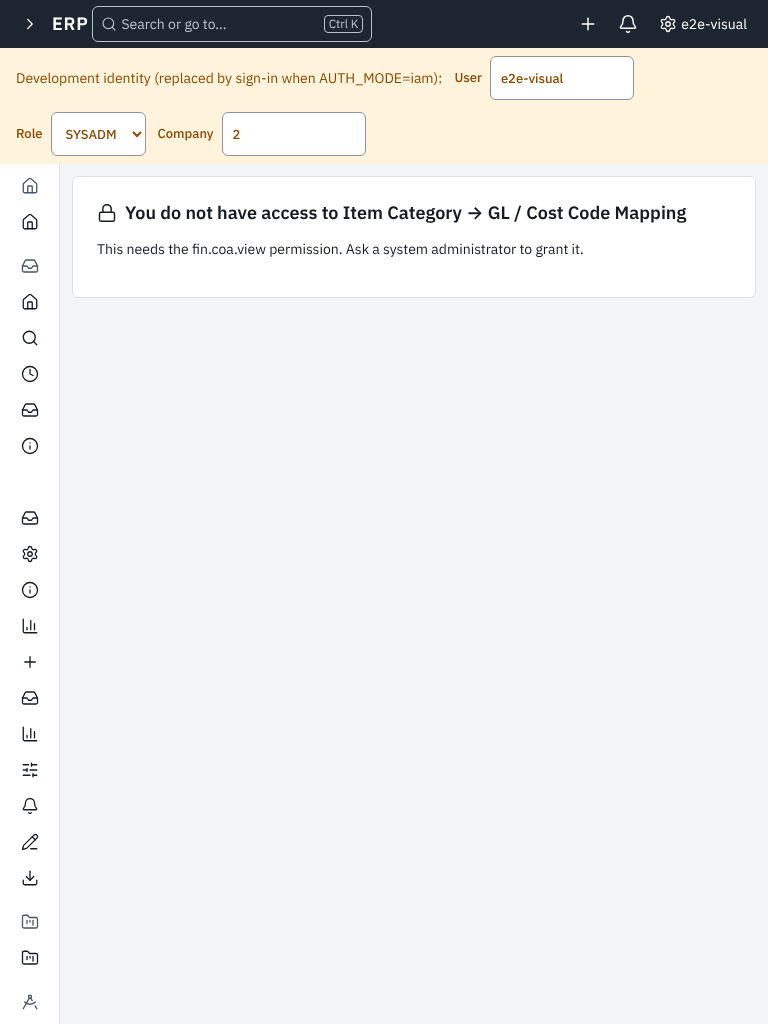 ERP Search or go to... Ctrl K e2e-visual
Development identity (replaced by sign-in when AUTH_MODE=iam): User e2e-visual
Role SYSADM Company 2
You do not have access to Item Category → GL / Cost Code Mapping
This needs the fin.coa.view permission. Ask a system administrator to grant it.